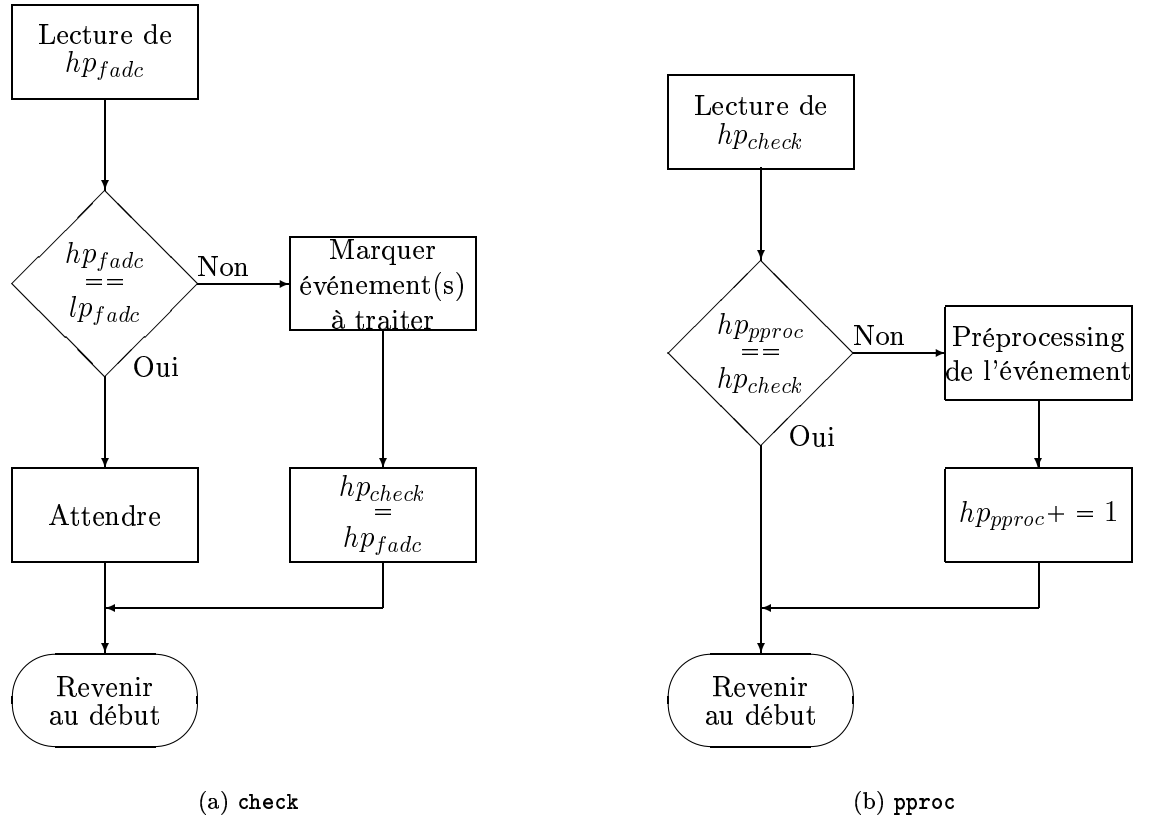 Lecture de
hp_fadc
hp_fadc
==
lp_fadc
Non
Oui
Marquer
événement(s)
à traiter
Attendre
hp_check
=
hp_fadc
Revenir
au début
(a) check
Lecture de
hp_check
hp_pproc
==
hp_check
Non
Oui
Préprocessing
de l'événement
hp_pproc+ = 1
Revenir
au début
(b) pproc